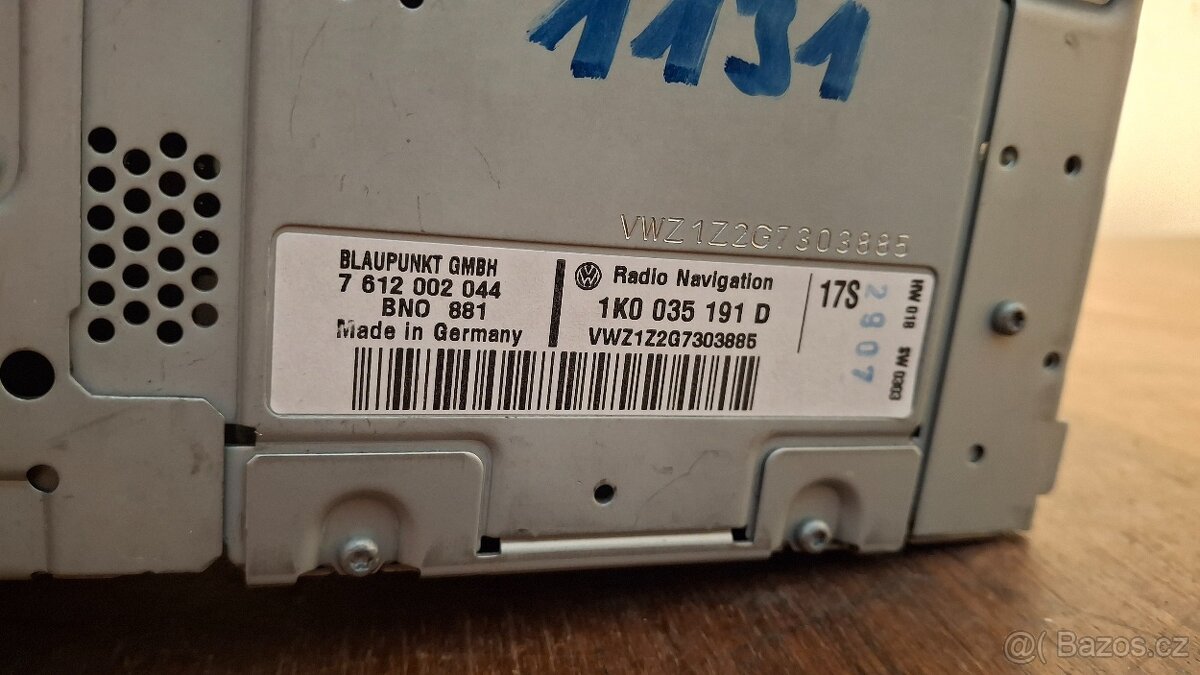 1131
VWZ1Z2G7303885
BLAUPUNKT GMBH
7 612 002 044
BNO 881
Made in Germany
Radio Navigation
1K0 035 191 D
VWZ1Z2G7303885
17S
2907
HW 018 SW 0303
@( Bazos.cz